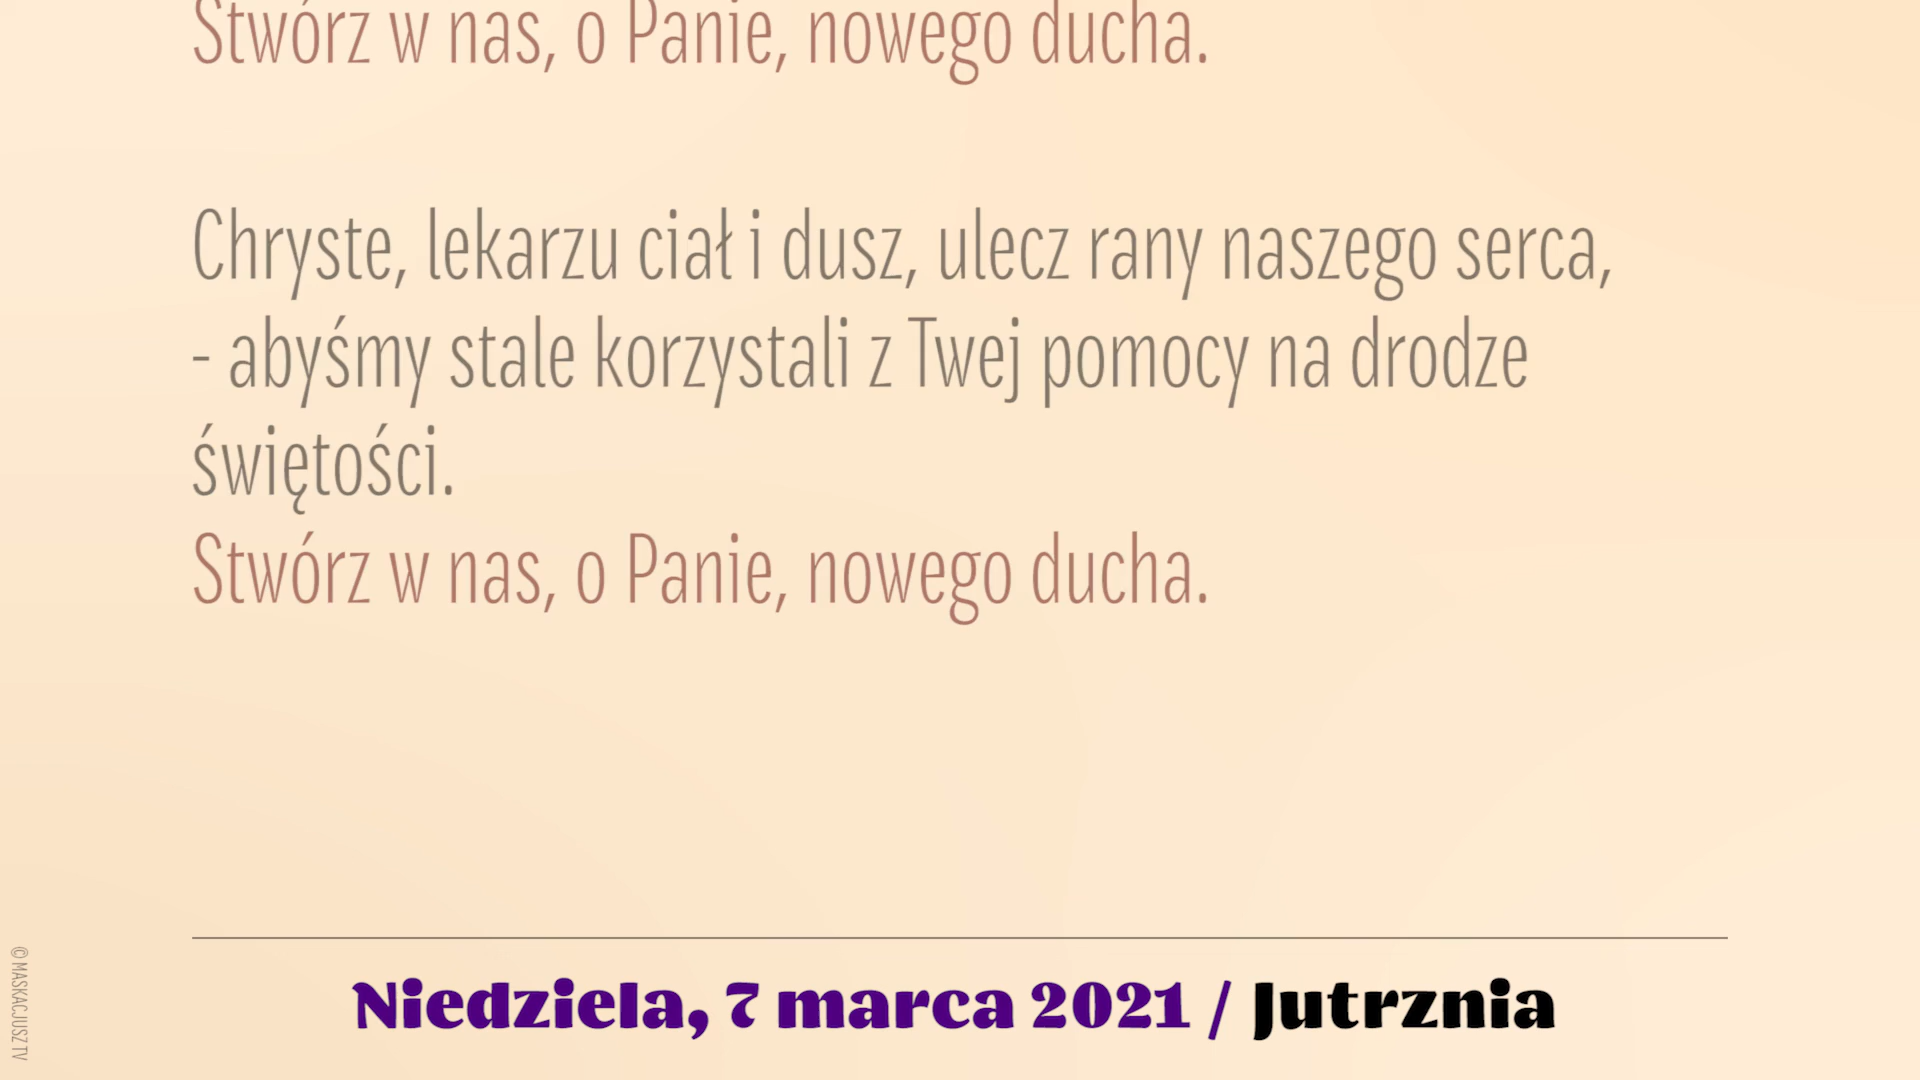 Stwórz w nas, o Panie, nowego ducha.
Chryste, lekarzu ciał i dusz, ulecz rany naszego serca,
- abyśmy stale korzystali z Twej pomocy na drodze
świętości.
Stwórz w nas, o Panie, nowego ducha.
Niedziela, 7 marca 2021 / Jutrznia
© MASKACJUSZ TV